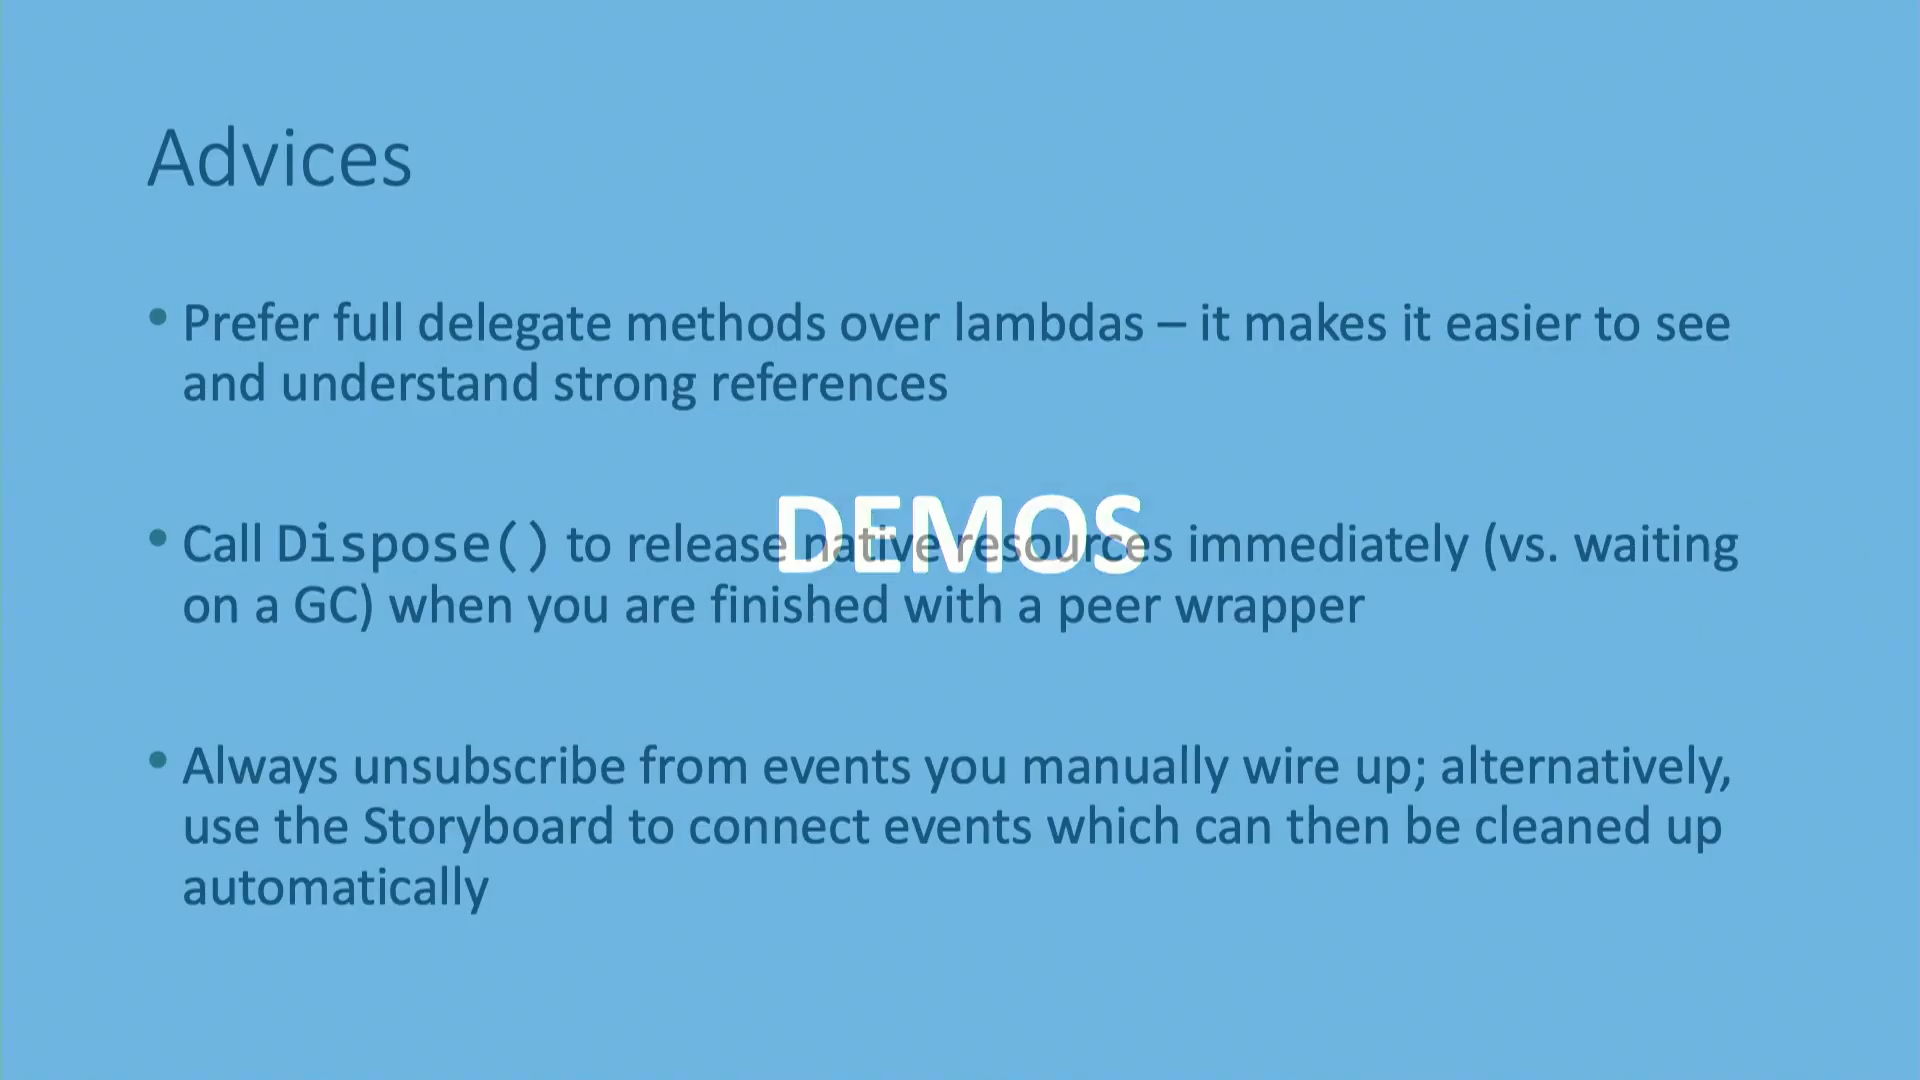 Advices
• Prefer full delegate methods over lambdas – it makes it easier to see
and understand strong references
DEMOS
• Call Dispose() to release native resources immediately (vs. waiting
on a GC) when you are finished with a peer wrapper
• Always unsubscribe from events you manually wire up; alternatively,
use the Storyboard to connect events which can then be cleaned up
automatically